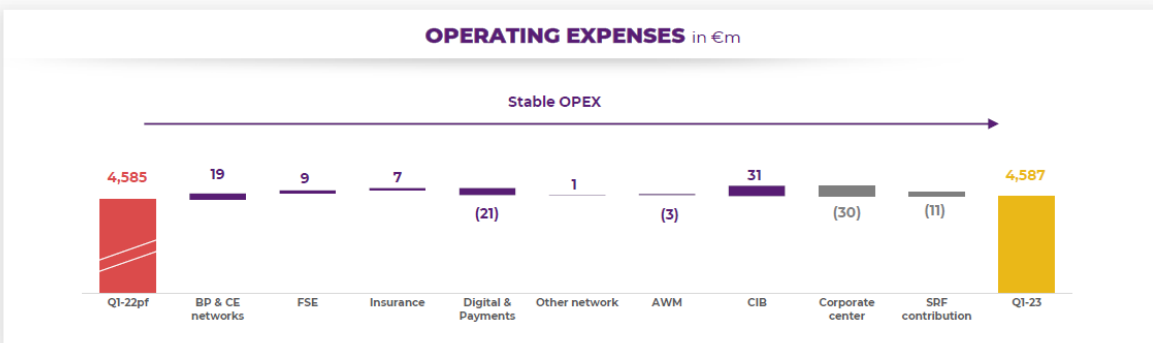 OPERATING EXPENSES in €m
Stable OPEX
4,585
19
9
7
(21)
1
(3)
31
(30)
(11)
4,587
Q1-22pf
BP & CE
networks
FSE
Insurance
Digital &
Payments
Other network
AWM
CIB
Corporate
center
SRF
contribution
Q1-23